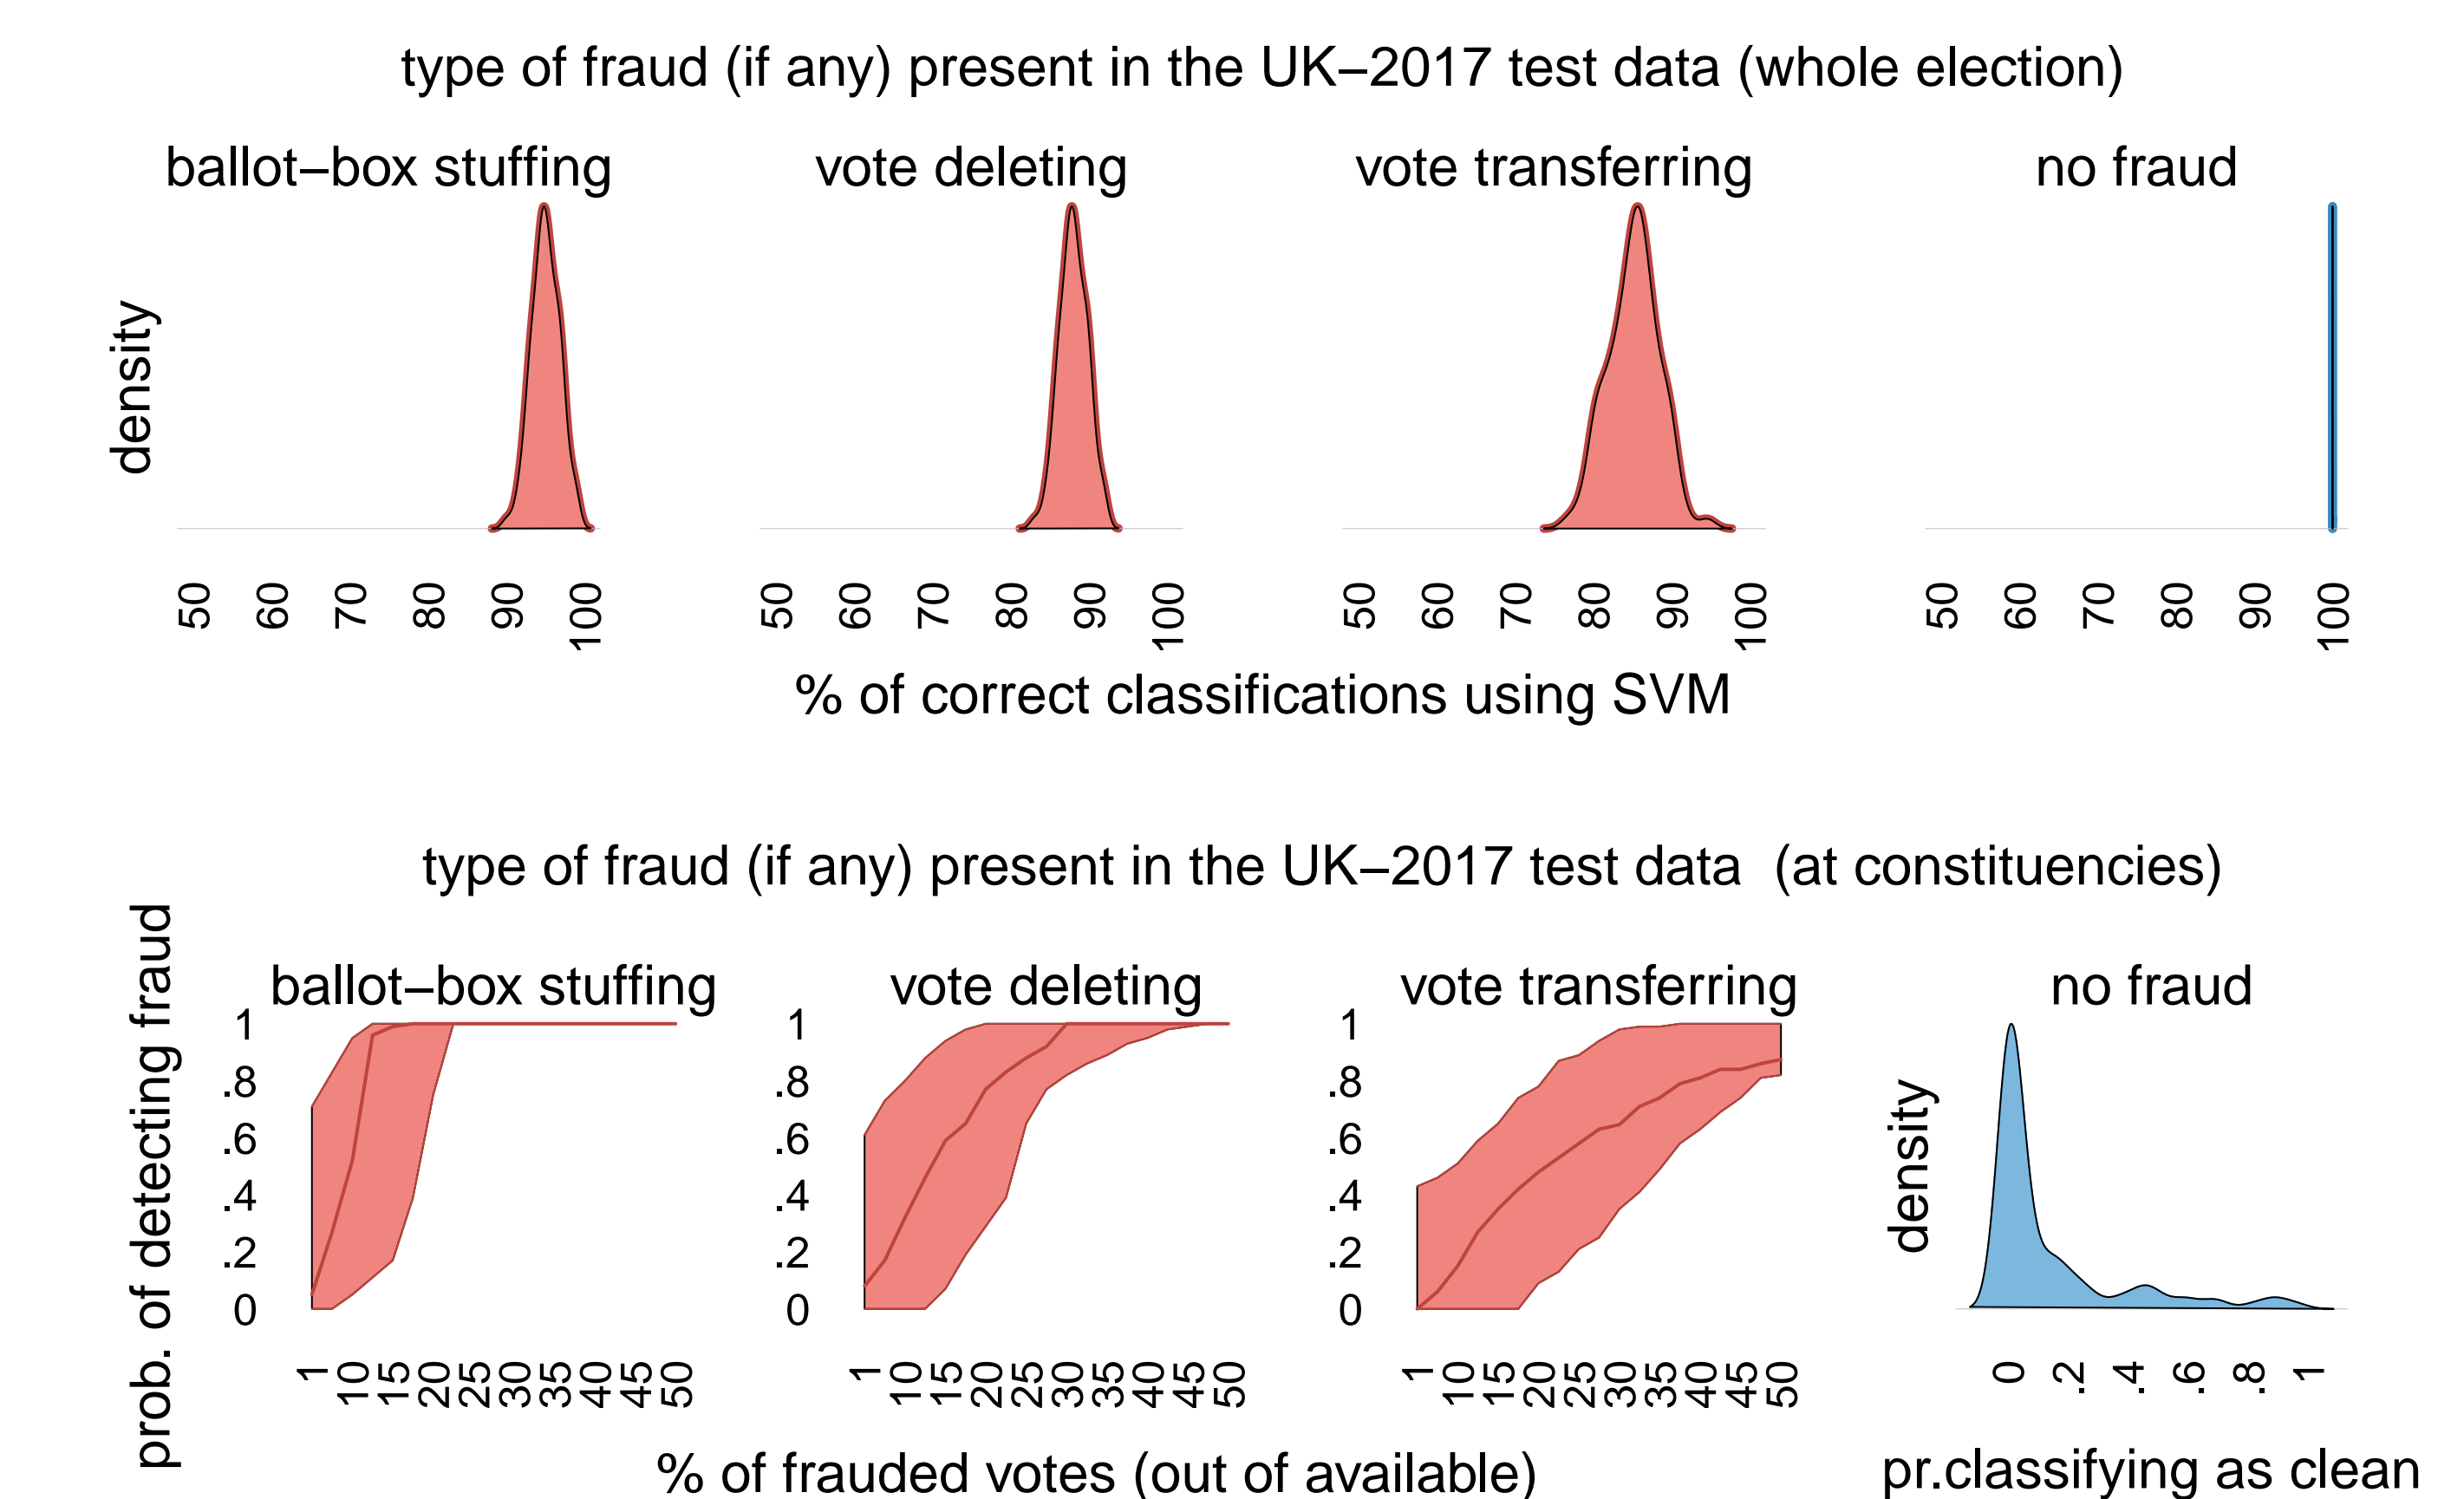 type of fraud (if any) present in the UK–2017 test data (whole election)
ballot–box stuffing
vote deleting
vote transferring
no fraud
density
50 60 70 80 90 100
50 60 70 80 90 100
50 60 70 80 90 100
50 60 70 80 90 100
% of correct classifications using SVM
type of fraud (if any) present in the UK–2017 test data (at constituencies)
prob. of detecting fraud
ballot–box stuffing
vote deleting
vote transferring
no fraud
1
.8
.6
.4
.2
0
1
.8
.6
.4
.2
0
1
.8
.6
.4
.2
0
density
1 10 15 20 25 30 35 40 45 50
1 10 15 20 25 30 35 40 45 50
1 10 15 20 25 30 35 40 45 50
0 .2 .4 .6 .8 1
% of frauded votes (out of available)
pr.classifying as clean